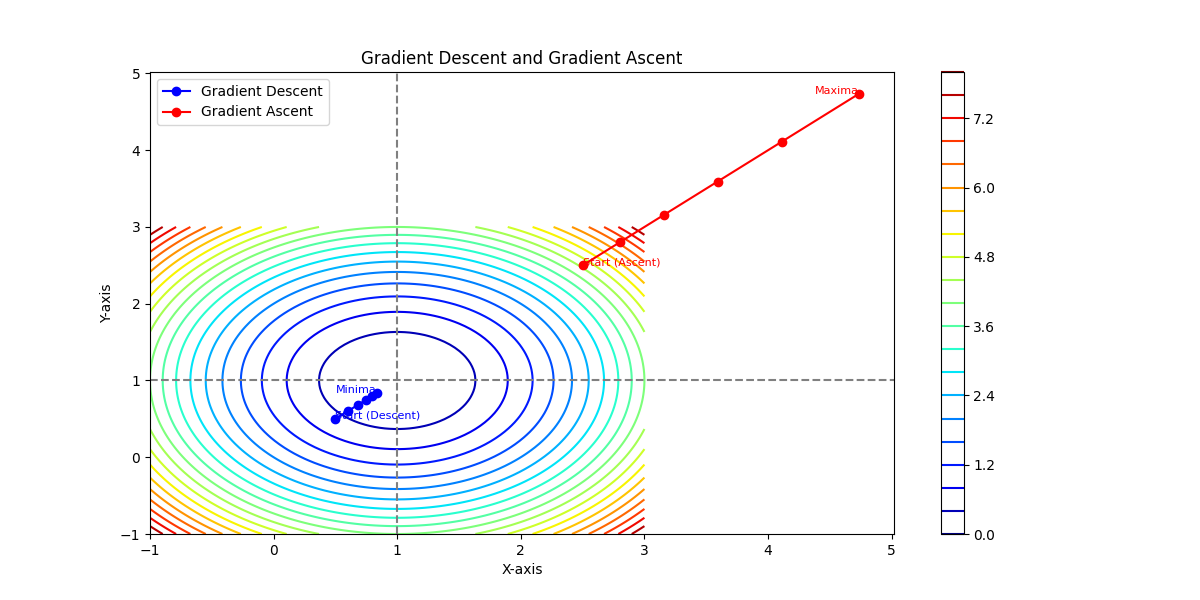 Gradient Descent and Gradient Ascent
Gradient Descent
Gradient Ascent
Maxima
Start (Ascent)
Minima
Start (Descent)
Y-axis
5
4
3
2
1
0
−1
−1
0
1
2
3
4
5
X-axis
7.2
6.0
4.8
3.6
2.4
1.2
0.0